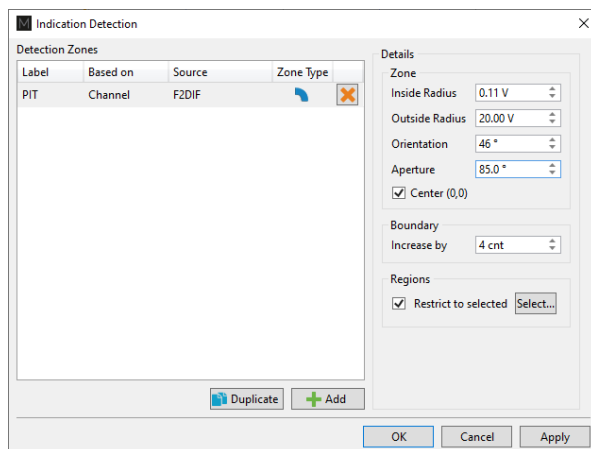 Indication Detection
Detection Zones
Label Based on Source Zone Type
PIT Channel F2DIF
Details
Zone
Inside Radius 0.11 V
Outside Radius 20.00 V
Orientation 46 °
Aperture 85.0 °
Center (0,0)
Boundary
Increase by 4 cnt
Regions
Restrict to selected Select...
Duplicate Add
OK Cancel Apply